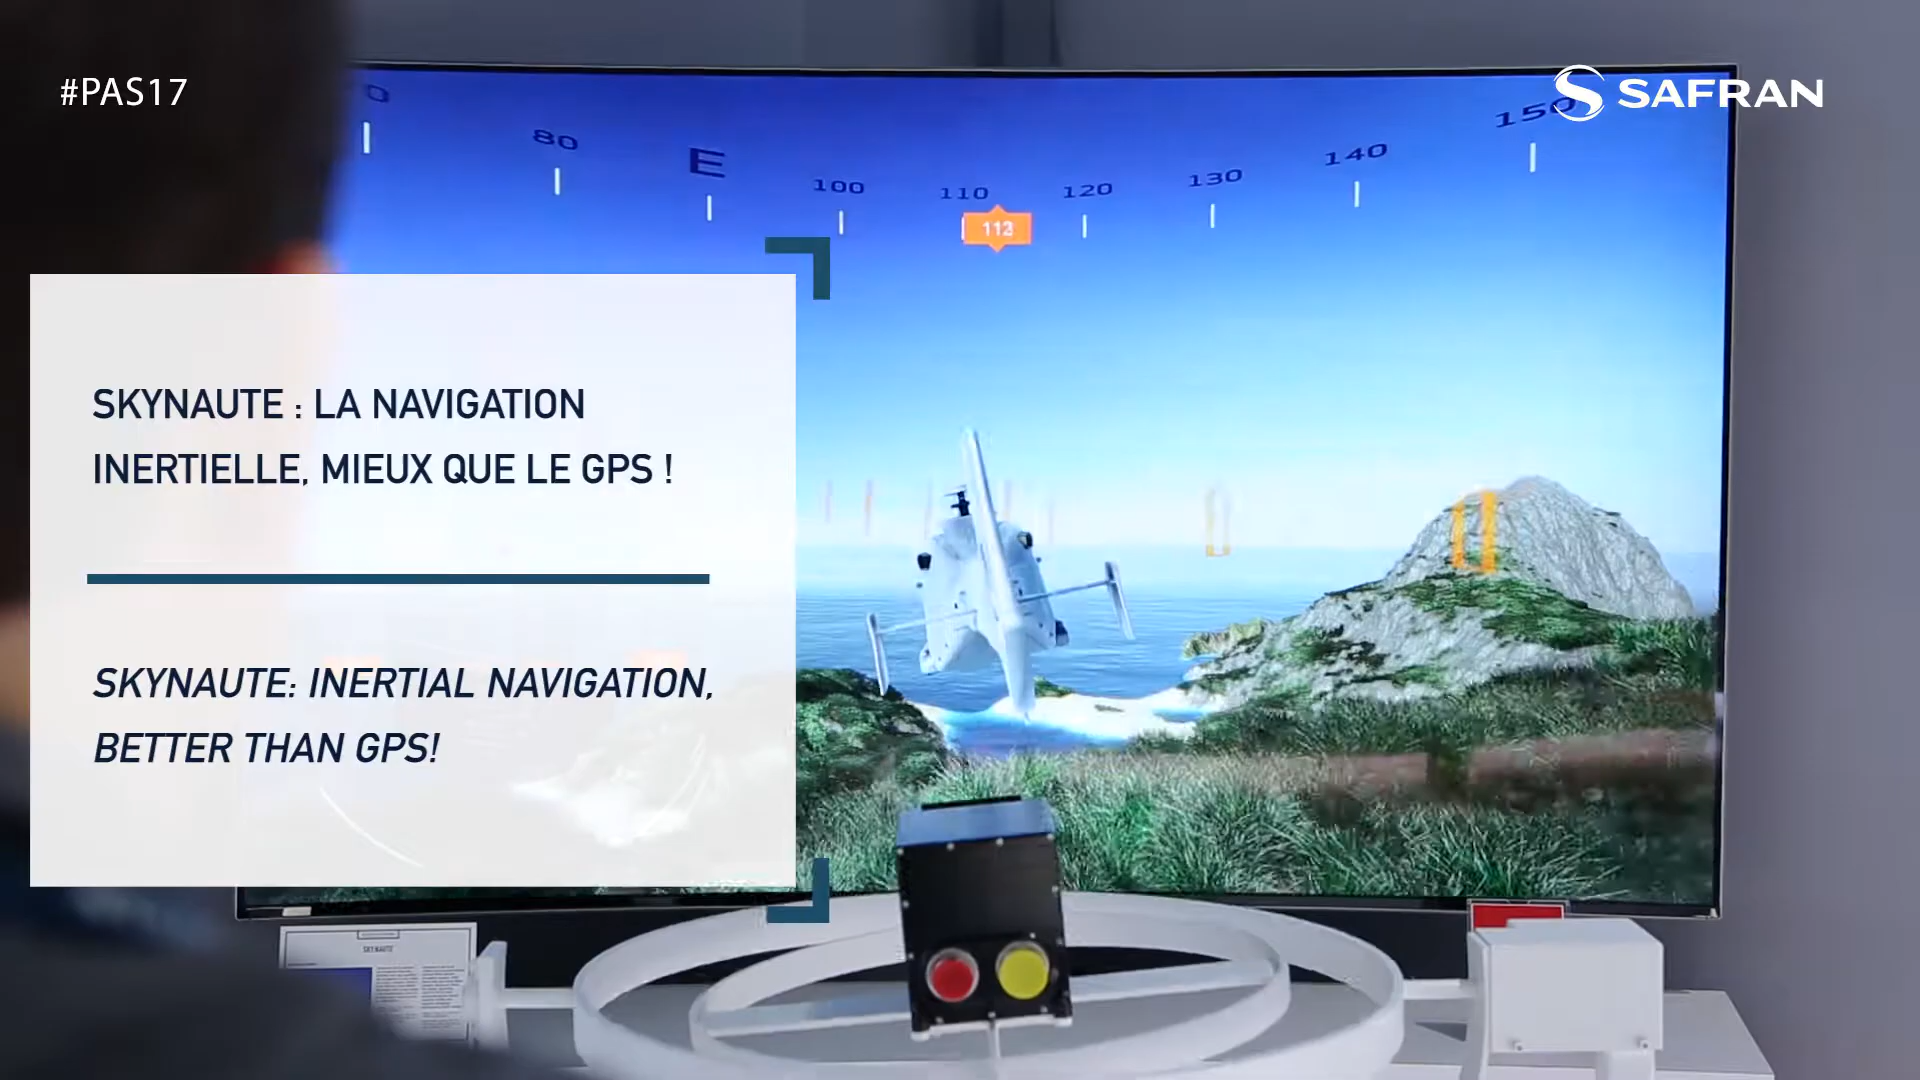 #PAS17
SAFRAN
80
E
100
110
120
130
140
150
112
SKYNAUTE : LA NAVIGATION
INERTIELLE, MIEUX QUE LE GPS !
SKYNAUTE: INERTIAL NAVIGATION,
BETTER THAN GPS!
SKYNAUTE